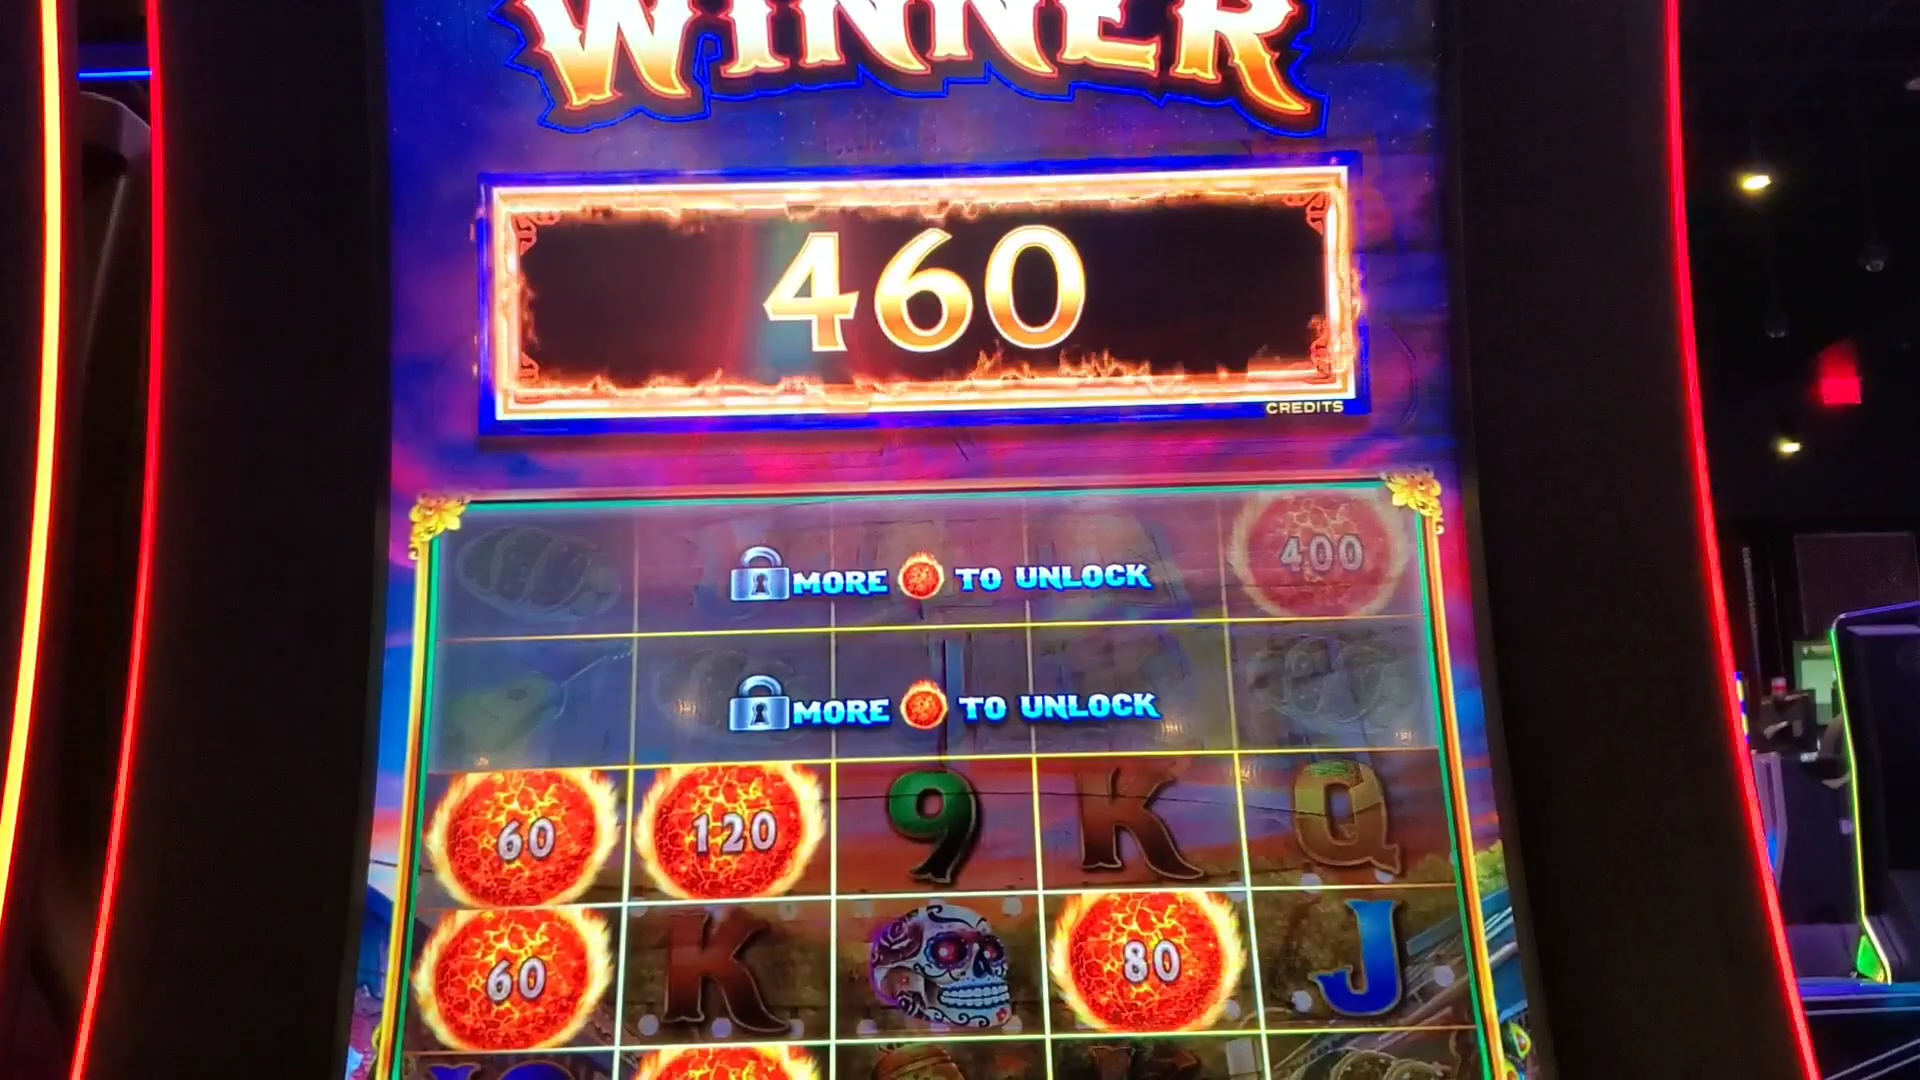 WINNER
460
CREDITS
400
MORE TO UNLOCK
MORE TO UNLOCK
60 120 9 K Q
60 K 80 J